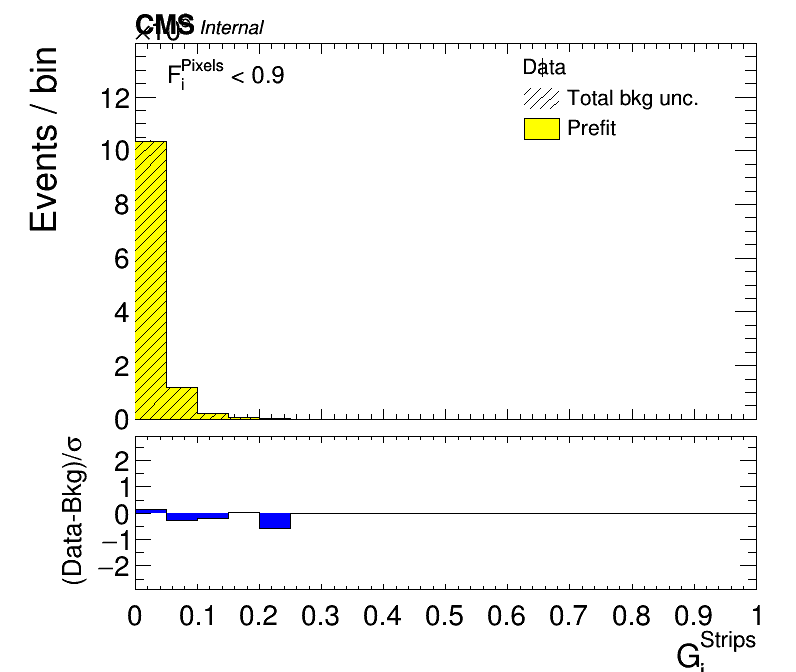 CMS Internal
F_i^Pixels < 0.9
Data
Total bkg unc.
Prefit
Events / bin
12
10
8
6
4
2
0
(Data-Bkg)/σ
2
1
0
−1
−2
0 0.1 0.2 0.3 0.4 0.5 0.6 0.7 0.8 0.9 1
G_i^Strips